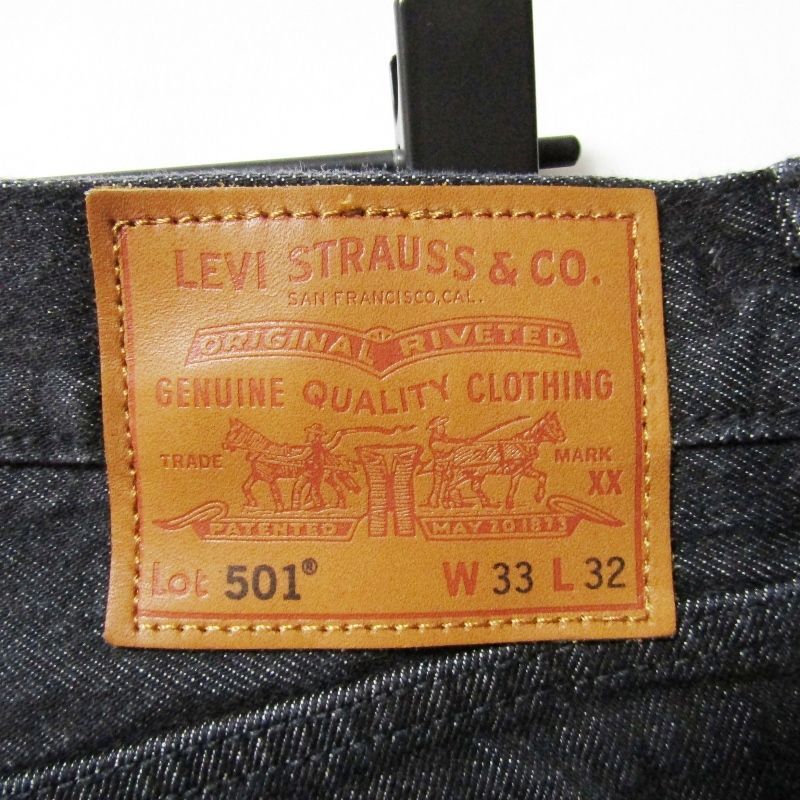 LEVI STRAUSS & CO.
SAN FRANCISCO, CAL.
ORIGINAL RIVETED
GENUINE QUALITY CLOTHING
TRADE MARK
XX
PATENTED MAY 20 1873
Lot 501® W 33 L 32